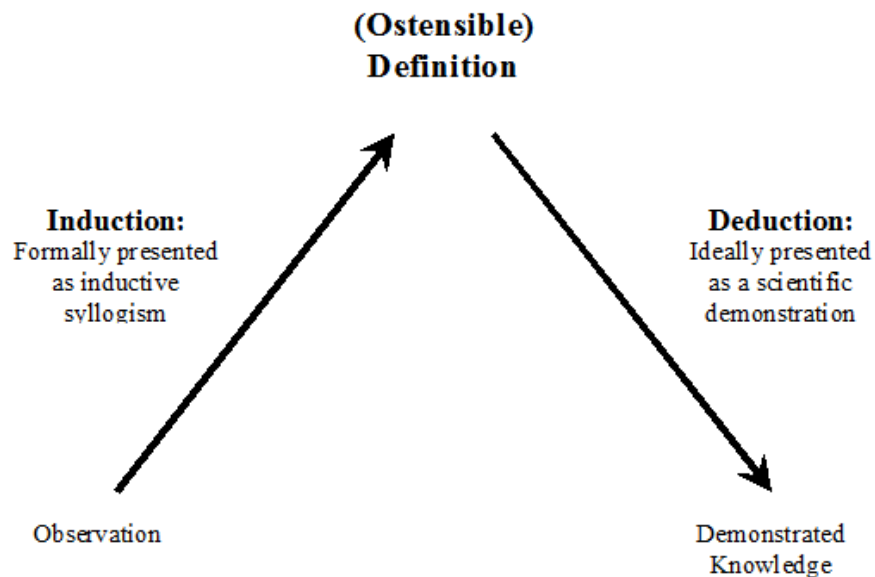 (Ostensible)
Definition
Induction:
Formally presented
as inductive
syllogism
Deduction:
Ideally presented
as a scientific
demonstration
Observation
Demonstrated
Knowledge